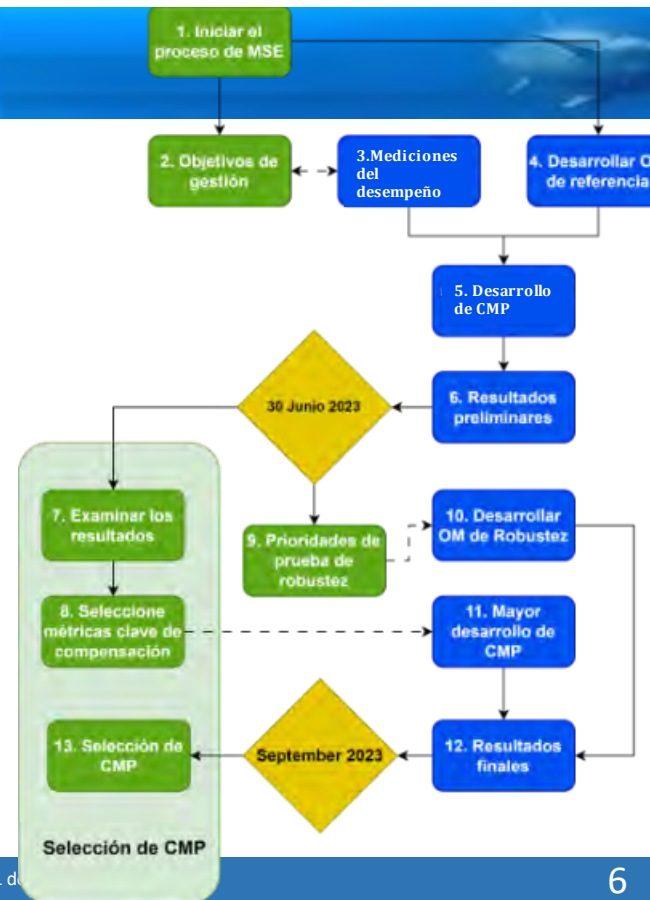 1. Iniciar el
proceso de MSE
2. Objetivos de
gestión
3.Mediciones
del
desempeño
4. Desarrollar O
de referencia
5. Desarrollo
de CMP
6. Resultados
preliminares
30 Junio 2023
7. Examinar los
resultados
9. Prioridades de
prueba de
robustez
10. Desarrollar
OM de Robustez
8. Seleccione
métricas clave de
compensación
11. Mayor
desarrollo de
CMP
13. Selección de
CMP
September 2023
12. Resultados
finales
Selección de CMP
6